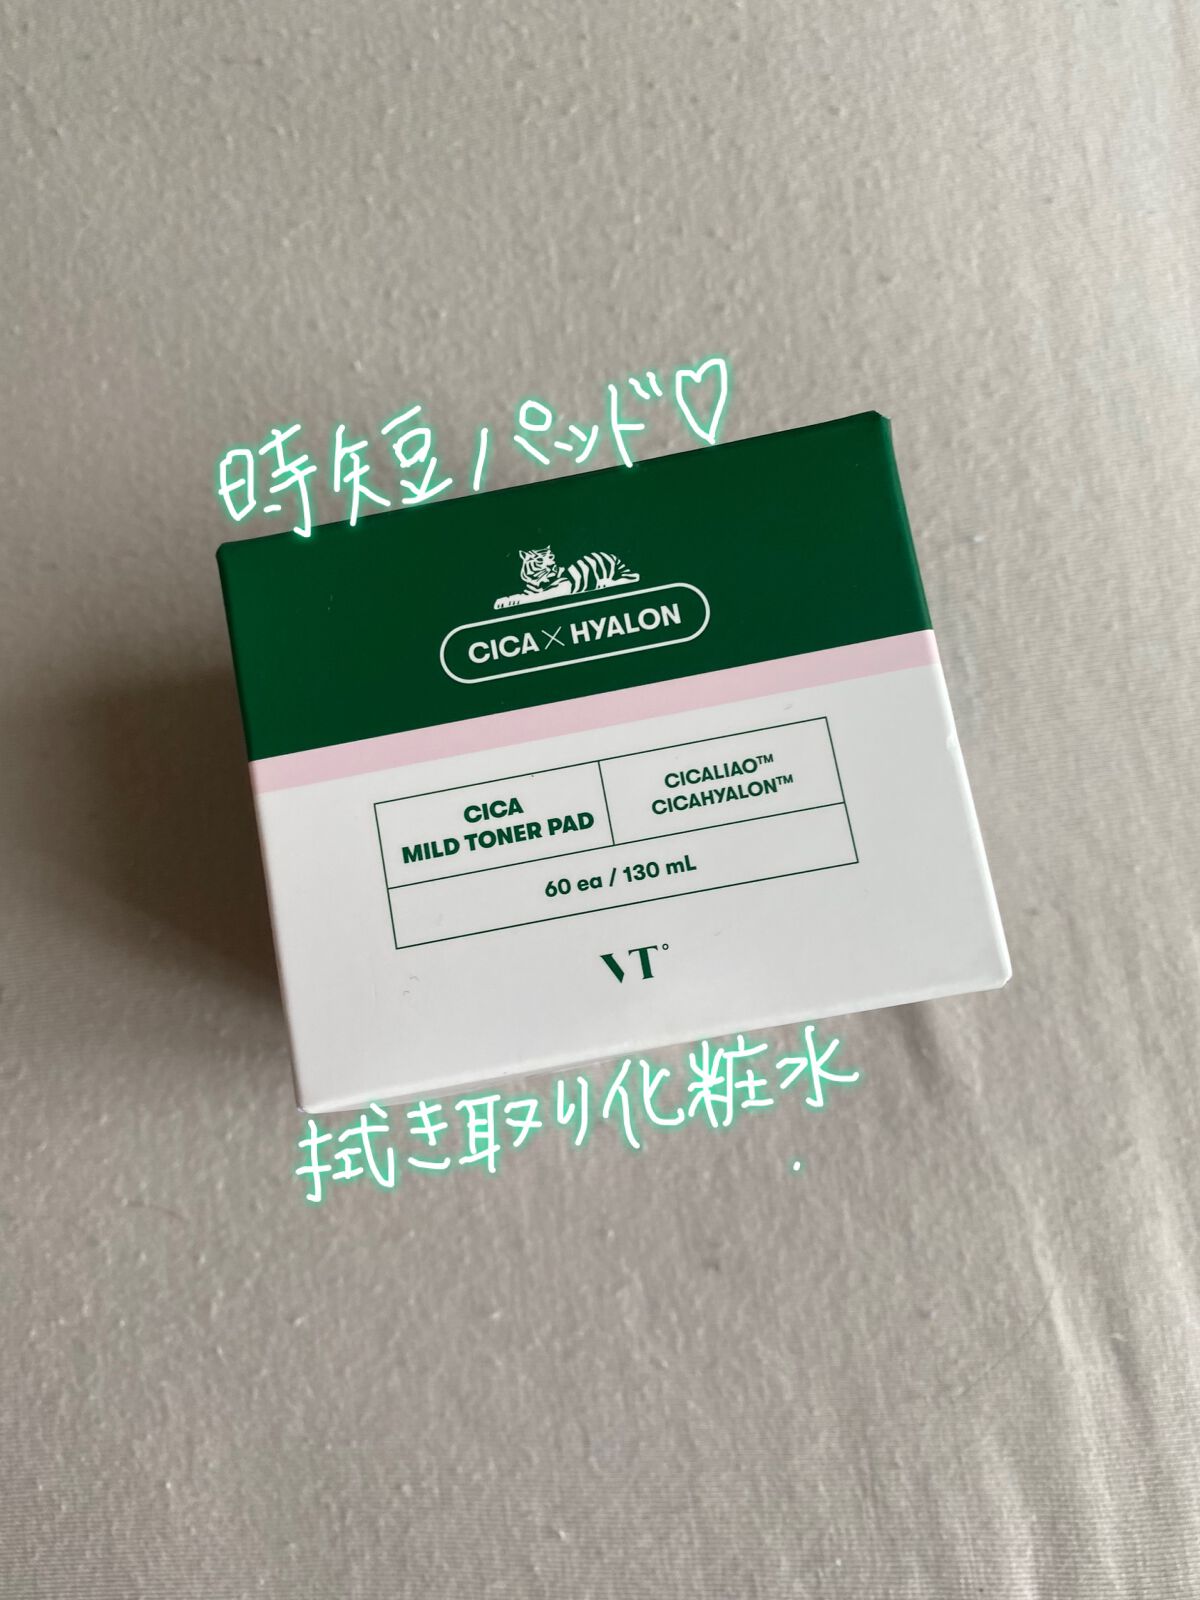 時短パッド♡
CICA×HYALON
CICA
MILD TONER PAD
CICALIAO™
CICAHYALON™
60 ea / 130 mL
VT°
拭き取り化粧水